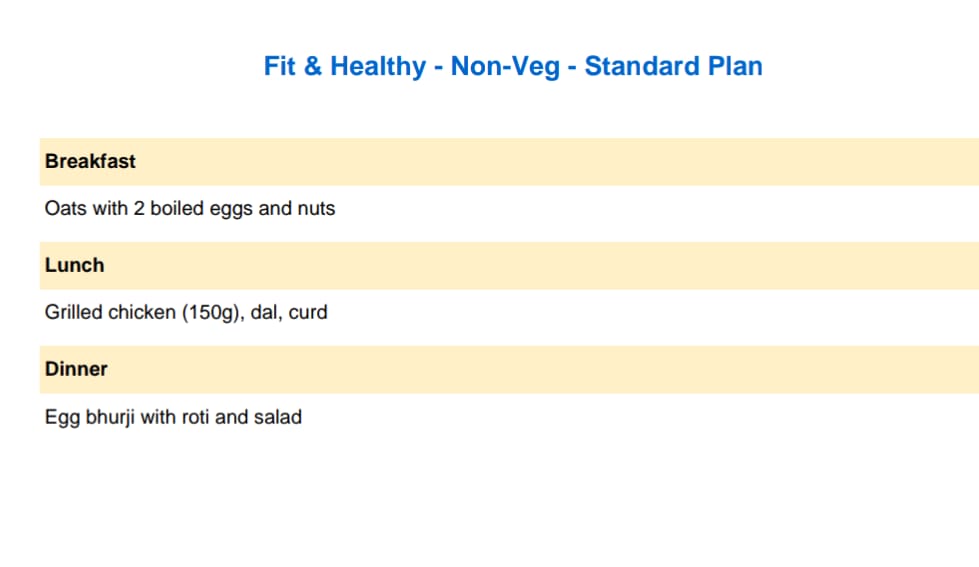 Fit & Healthy - Non-Veg - Standard Plan
Breakfast
Oats with 2 boiled eggs and nuts
Lunch
Grilled chicken (150g), dal, curd
Dinner
Egg bhurji with roti and salad